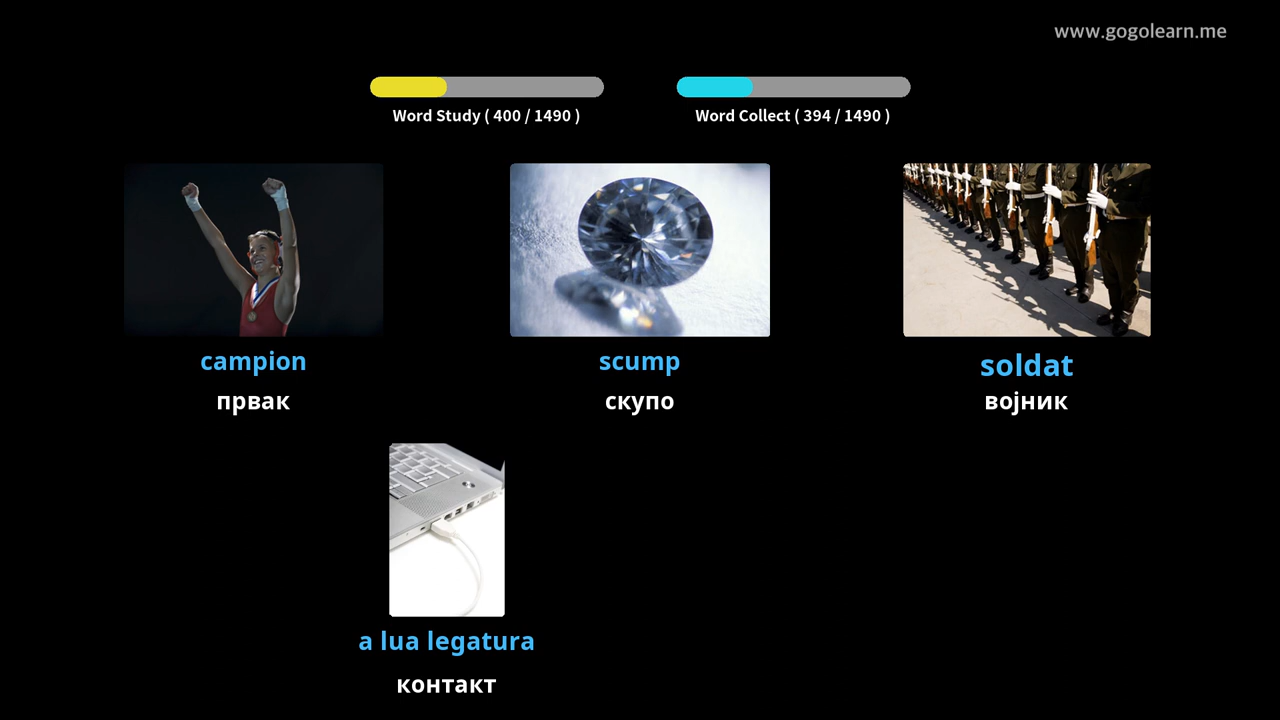 www.gogolearn.me
Word Study ( 400 / 1490 )
Word Collect ( 394 / 1490 )
campion
scump
soldat
првак
скупо
војник
a lua legatura
контакт